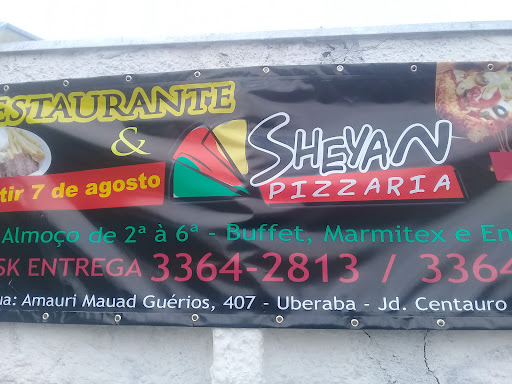 ESTAURANTE
&
SHEYAN
PIZZARIA
tir 7 de agosto
Almoço de 2ª à 6ª - Buffet, Marmitex e En
SK ENTREGA 3364-2813 / 3364
ua: Amauri Mauad Guérios, 407 - Uberaba - Jd. Centauro